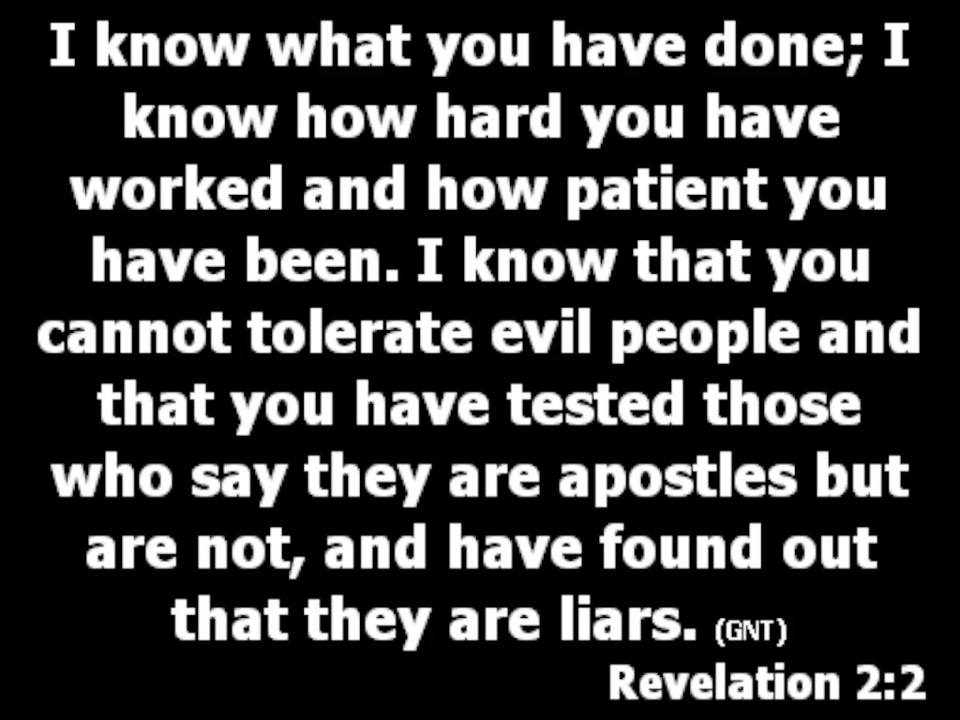 I know what you have done; I
know how hard you have
worked and how patient you
have been. I know that you
cannot tolerate evil people and
that you have tested those
who say they are apostles but
are not, and have found out
that they are liars. (GNT)
Revelation 2:2